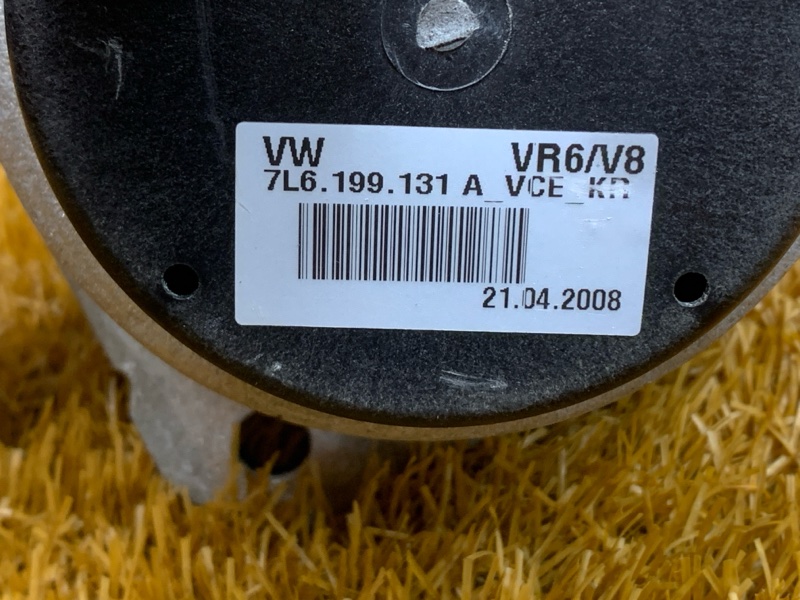 VW VR6/V8
7L6.199.131 A_VCE_KR
21.04.2008